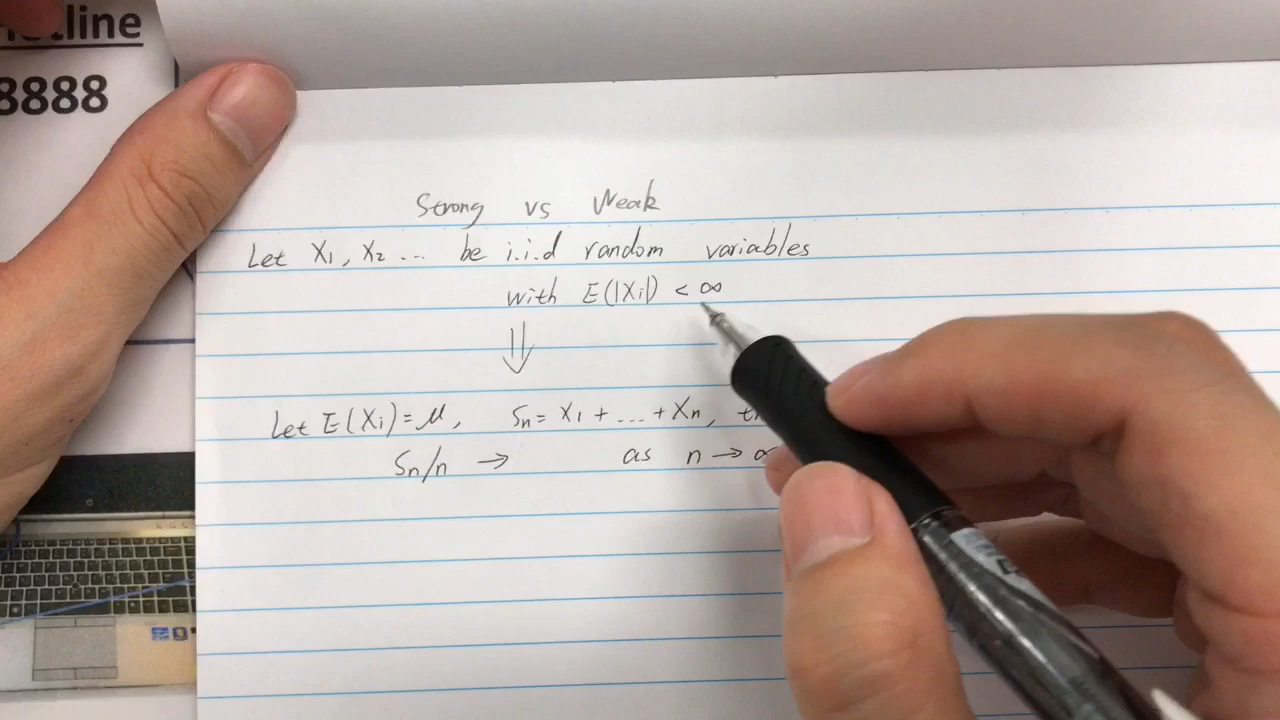 8888
Strong vs Weak
Let X1, X2 ... be i.i.d random variables
with E(|Xi|) < ∞
⇓
Let E(Xi)=μ, Sn = X1 + ... + Xn,
Sn/n → as n →